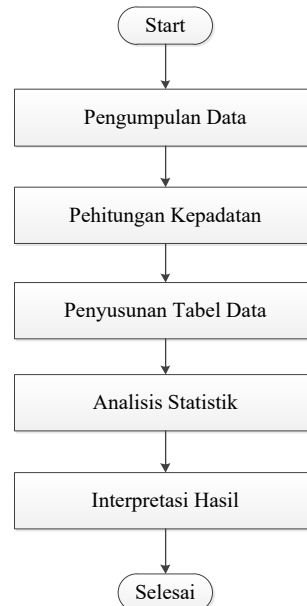 Start
Pengumpulan Data
Pehitungan Kepadatan
Penyusunan Tabel Data
Analisis Statistik
Interpretasi Hasil
Selesai